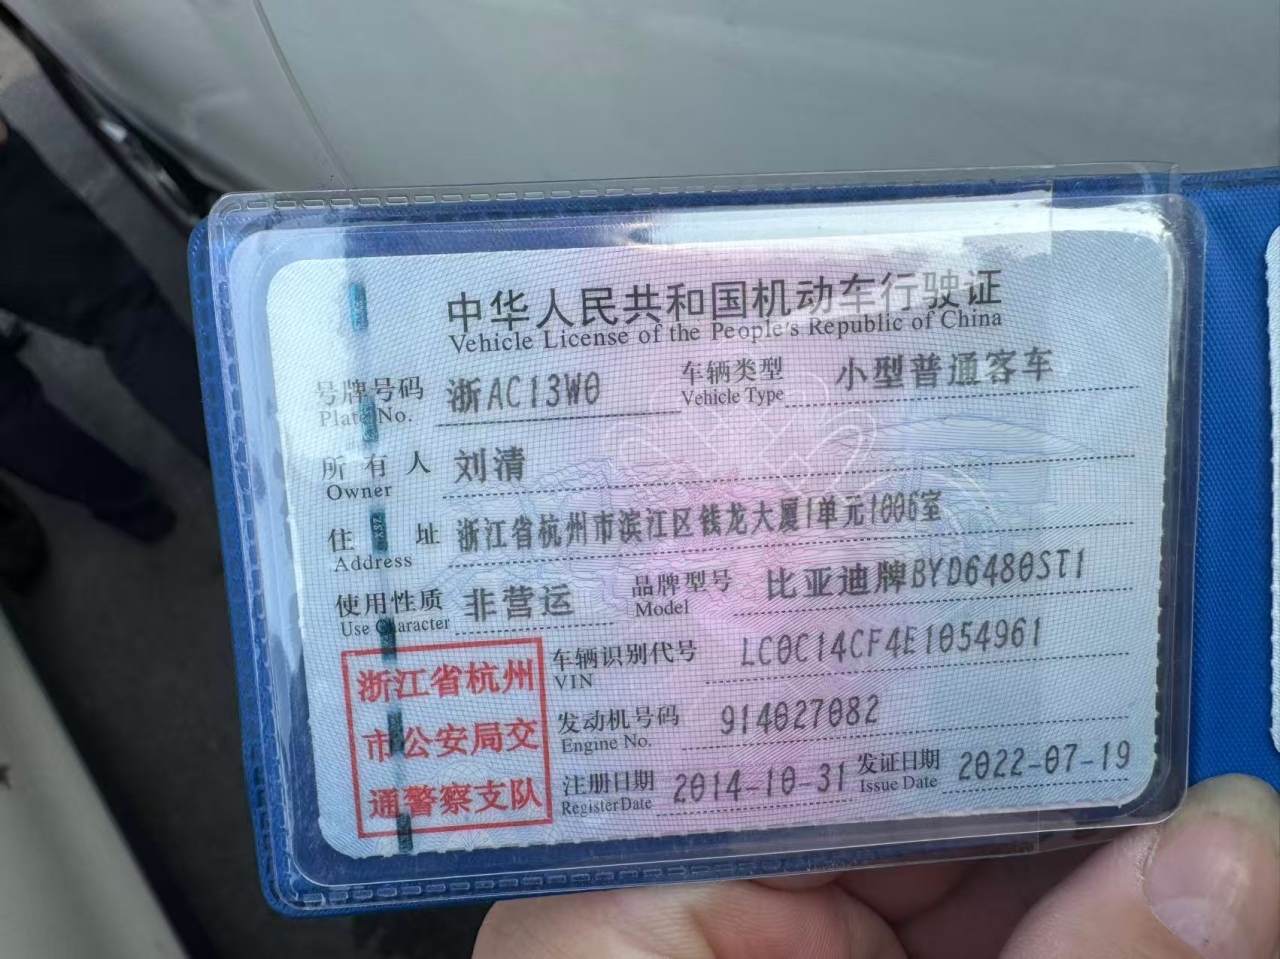 中华人民共和国机动车行驶证
Vehicle License of the People's Republic of China
号牌号码 浙AC13W0 车辆类型 小型普通客车
Plate No. Vehicle Type
所有人 刘清
Owner
住址 浙江省杭州市滨江区钱龙大厦1单元1006室
Address
使用性质 非营运 品牌型号 比亚迪牌BYD6480ST1
Use Character Model
浙江省杭州
市公安局交
通警察支队
车辆识别代号 LC0C14CF4E1054961
VIN
发动机号码 914027082
Engine No.
注册日期 2014-10-31 发证日期 2022-07-19
Register Date Issue Date